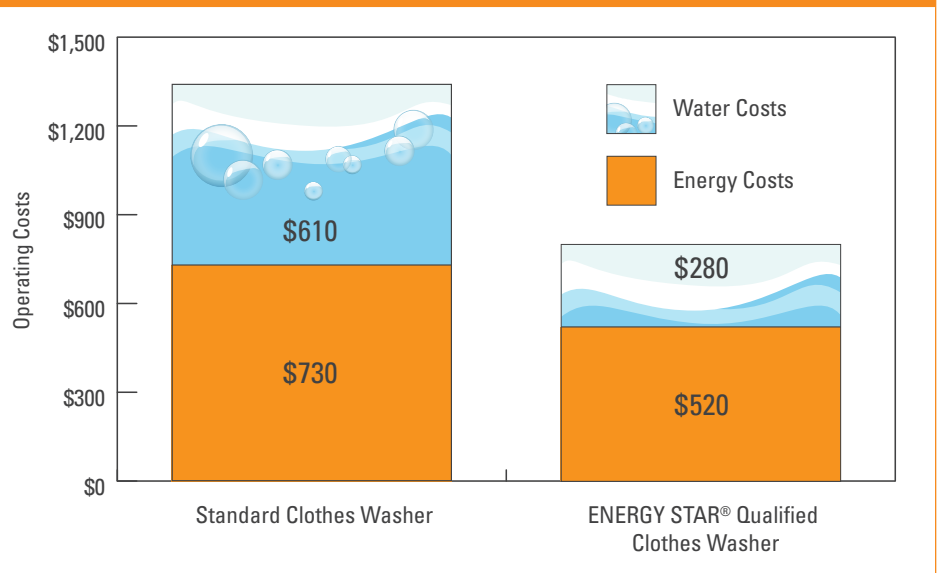 $1,500
$1,200
$900
$600
$300
$0
Operating Costs
Water Costs
Energy Costs
$610
$730
$280
$520
Standard Clothes Washer
ENERGY STAR® Qualified
Clothes Washer